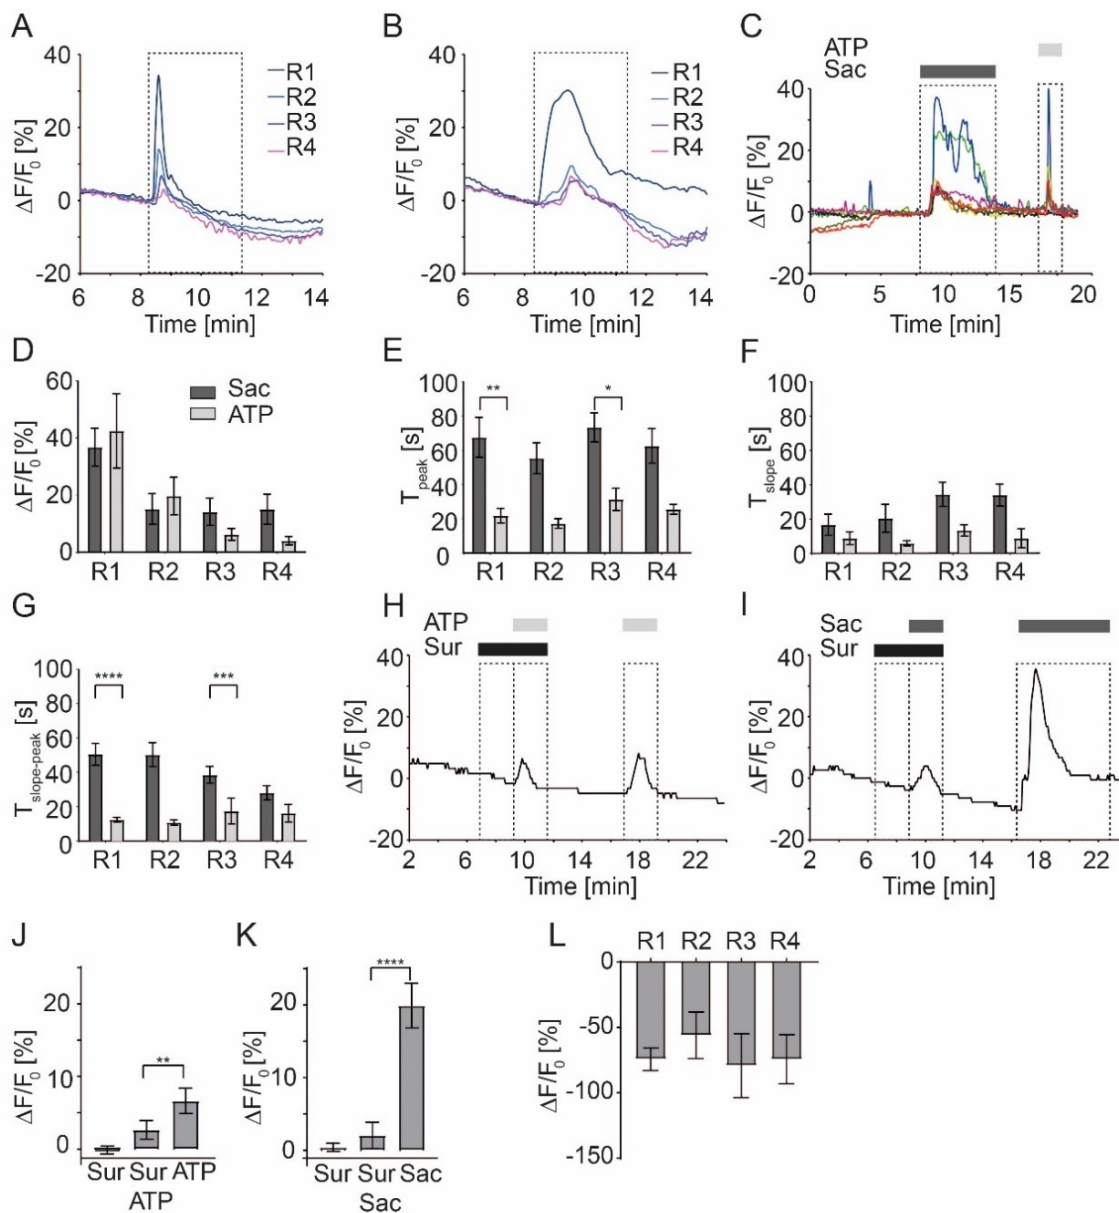 A
ΔF/F0 [%]
40
20
0
-20
6 8 10 12 14
Time [min]
R1
R2
R3
R4
B
ΔF/F0 [%]
40
20
0
-20
6 8 10 12 14
Time [min]
R1
R2
R3
R4
C
ATP
Sac
ΔF/F0 [%]
40
20
0
-20
0 5 10 15 20
Time [min]
D
ΔF/F0 [%]
60
40
20
0
R1 R2 R3 R4
Sac
ATP
E
Tpeak [s]
100
80
60
40
20
0
** *
R1 R2 R3 R4
F
Tslope [s]
100
80
60
40
20
0
R1 R2 R3 R4
G
Tslope-peak [s]
100
80
60
40
20
0
**** ***
R1 R2 R3 R4
H
ATP
Sur
ΔF/F0 [%]
40
20
0
-20
2 6 10 14 18 22
Time [min]
I
Sac
Sur
ΔF/F0 [%]
40
20
0
-20
2 6 10 14 18 22
Time [min]
J
ΔF/F0 [%]
20
10
0
**
Sur Sur ATP
ATP
K
ΔF/F0 [%]
20
10
0
****
Sur Sur Sac
Sac
L
R1 R2 R3 R4
ΔF/F0 [%]
0
-50
-100
-150